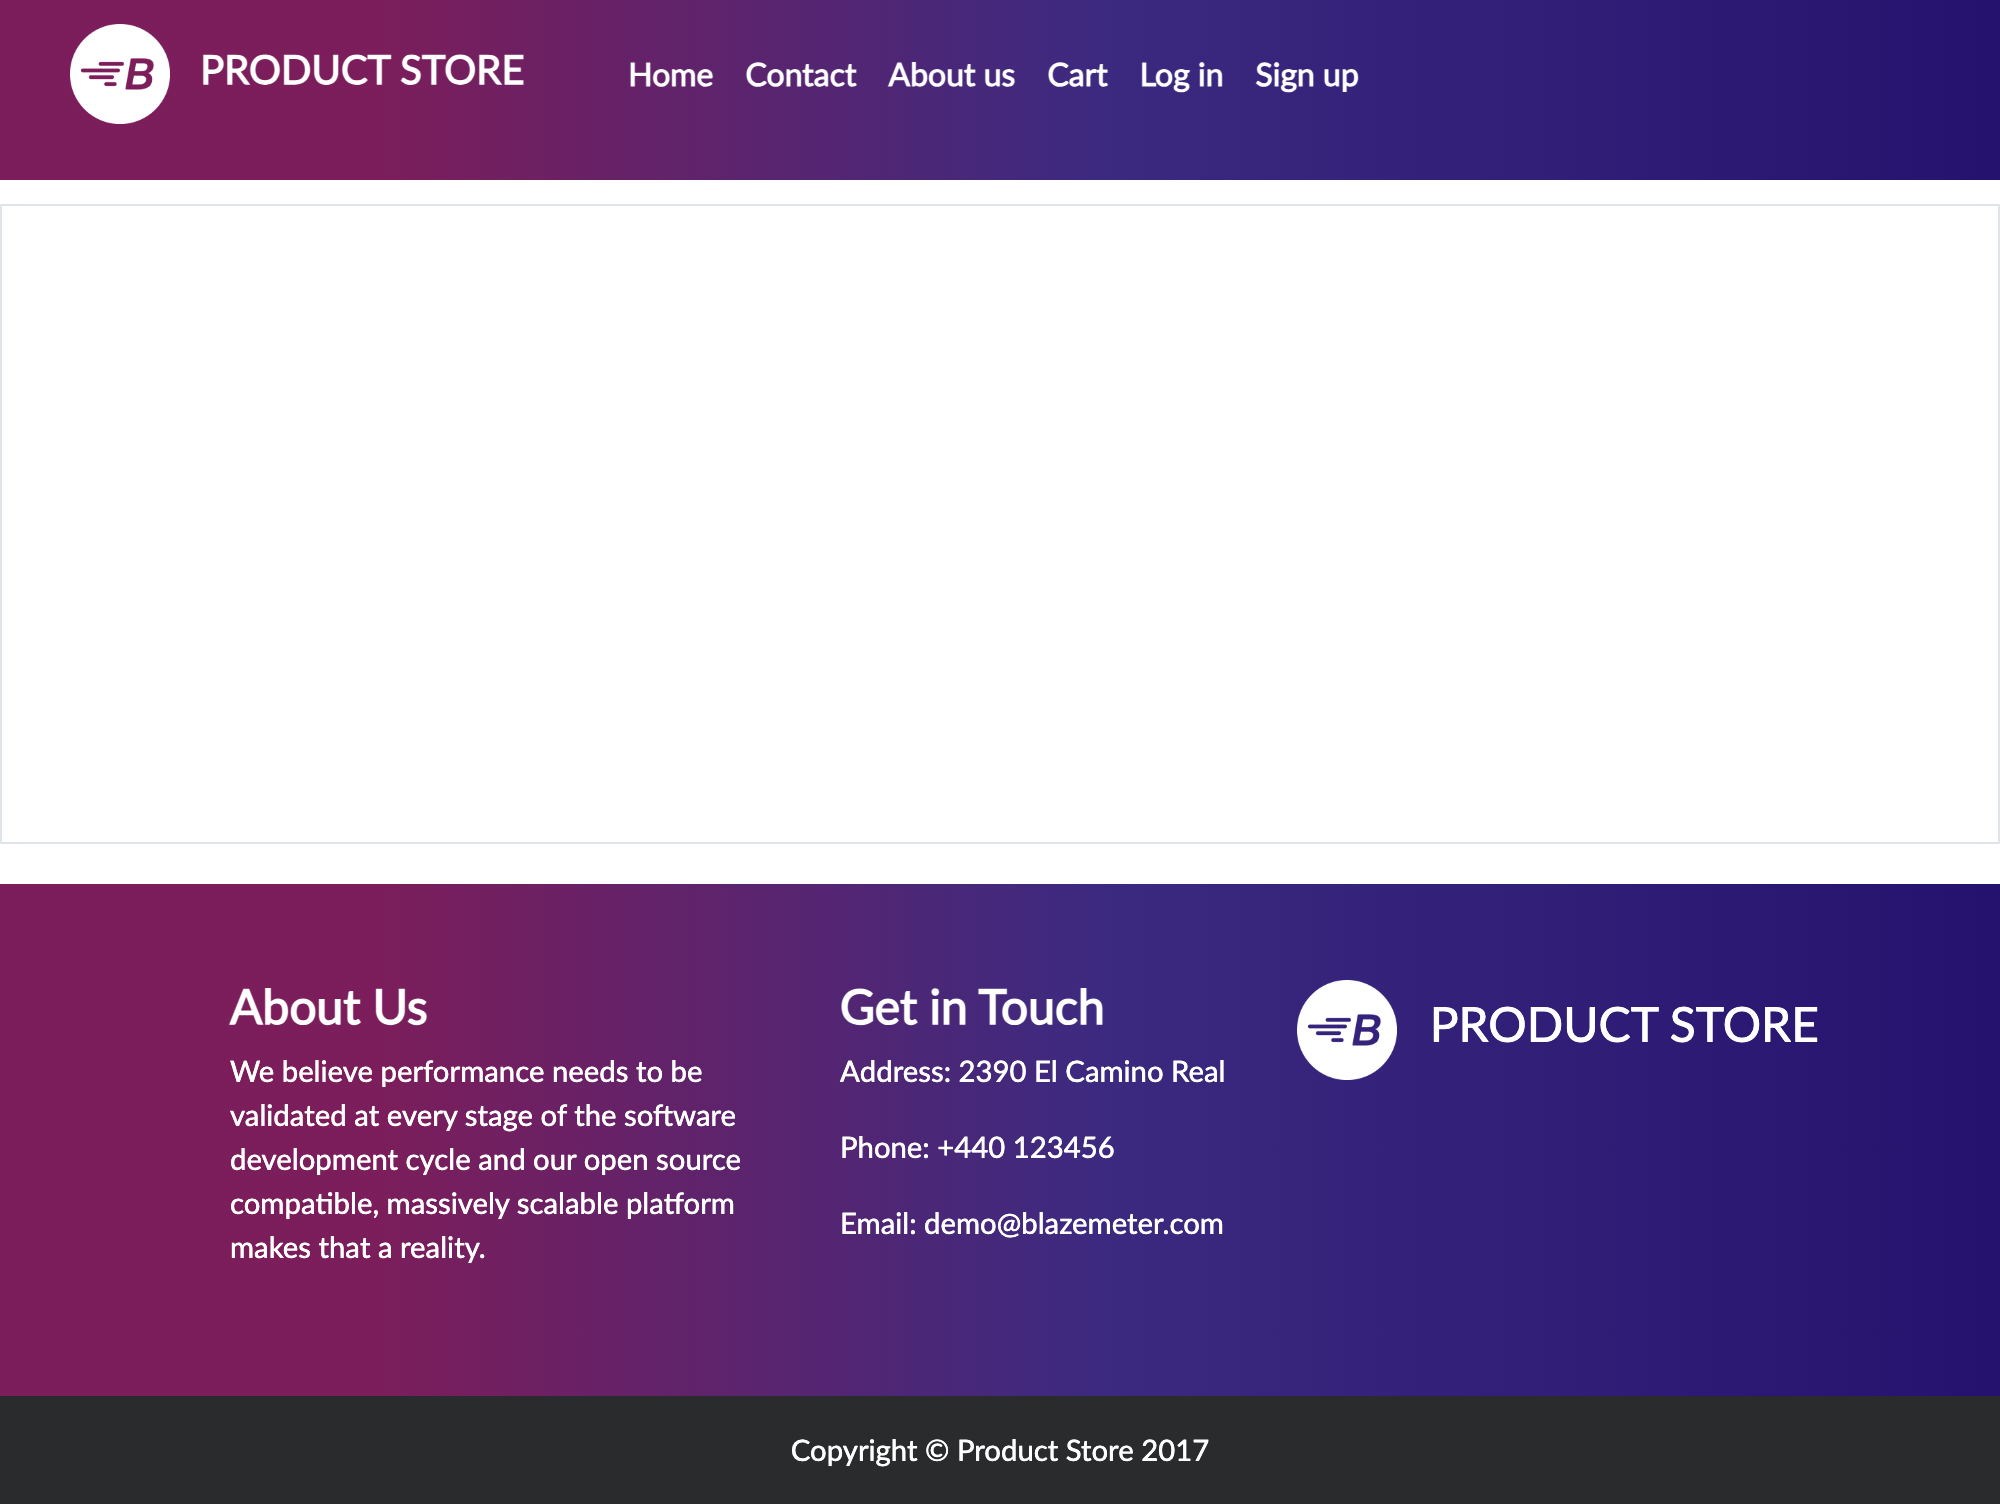 B PRODUCT STORE Home Contact About us Cart Log in Sign up
About Us
We believe performance needs to be
validated at every stage of the software
development cycle and our open source
compatible, massively scalable platform
makes that a reality.
Get in Touch
Address: 2390 El Camino Real
Phone: +440 123456
Email: demo@blazemeter.com
B PRODUCT STORE
Copyright © Product Store 2017